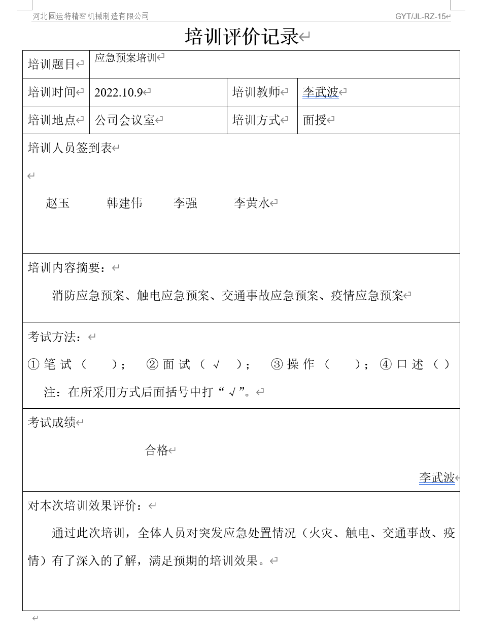 河北圆运特精密机械制造有限公司 GYT/JL-RZ-15
培训评价记录
培训题目 应急预案培训
培训时间 2022.10.9 培训教师 李武波
培训地点 公司会议室 培训方式 面授
培训人员签到表
赵玉 韩建伟 李强 李黄水
培训内容摘要：
消防应急预案、触电应急预案、交通事故应急预案、疫情应急预案
考试方法：
①笔试（ ）； ②面试（√ ）； ③操作（ ）； ④口述（）
注：在所采用方式后面括号中打“√”。
考试成绩
合格
李武波
对本次培训效果评价：
通过此次培训，全体人员对突发应急处置情况（火灾、触电、交通事故、疫
情）有了深入的了解，满足预期的培训效果。